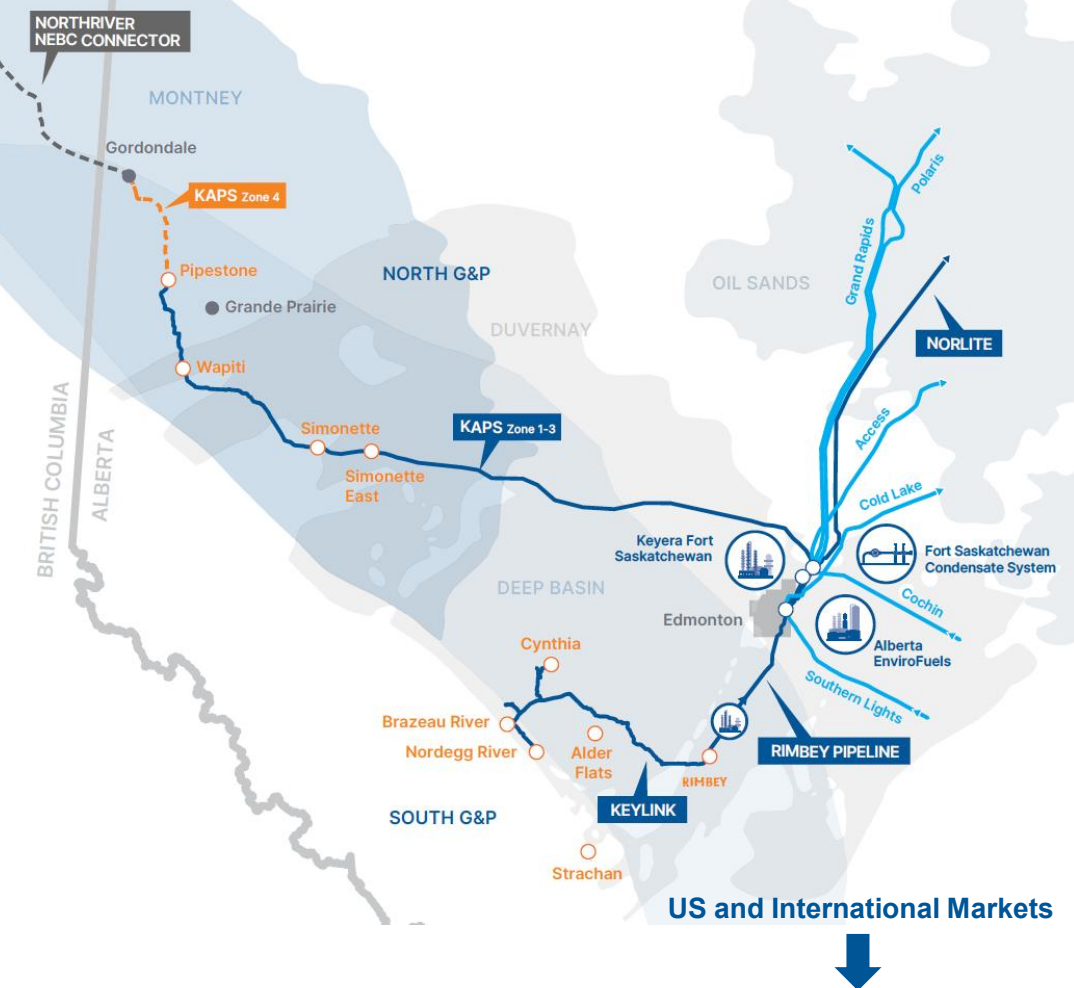 NORTHRIVER
NEBC CONNECTOR
MONTNEY
Gordondale
KAPS Zone 4
Pipestone
NORTH G&P
Grande Prairie
OIL SANDS
Polaris
Grand Rapids
DUVERNAY
NORLITE
Wapiti
BRITISH COLUMBIA
ALBERTA
Simonette
KAPS Zone 1-3
Access
Simonette
East
Cold Lake
Keyera Fort
Saskatchewan
Fort Saskatchewan
Condensate System
DEEP BASIN
Cochin
Edmonton
Alberta
EnviroFuels
Cynthia
Southern Lights
Brazeau River
Nordegg River
Alder
Flats
RIMBEY PIPELINE
RIMBEY
KEYLINK
SOUTH G&P
Strachan
US and International Markets